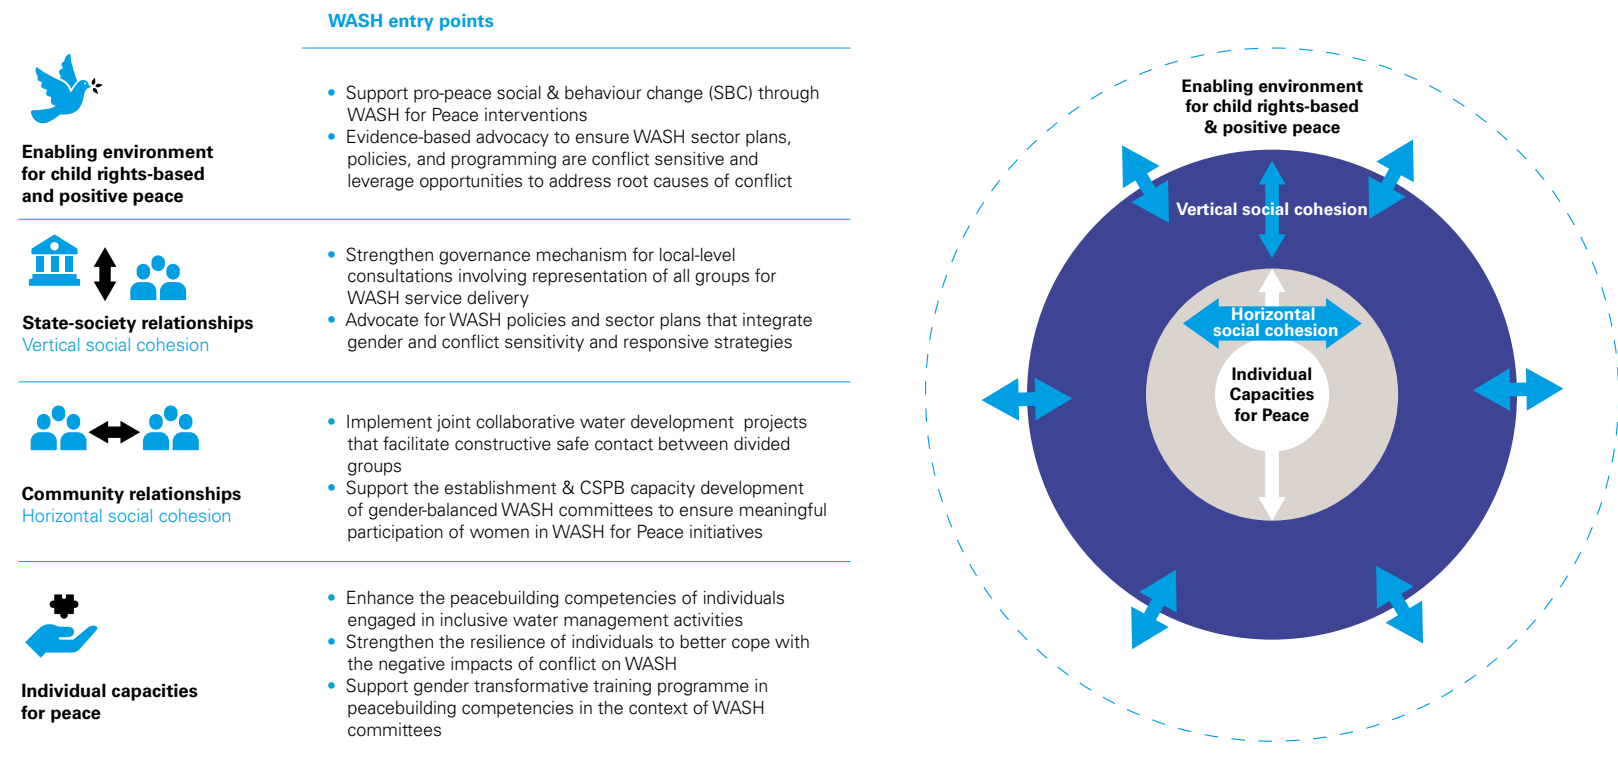 WASH entry points
Enabling environment
for child rights-based
and positive peace
• Support pro-peace social & behaviour change (SBC) through
WASH for Peace interventions
• Evidence-based advocacy to ensure WASH sector plans,
policies, and programming are conflict sensitive and
leverage opportunities to address root causes of conflict
State-society relationships
Vertical social cohesion
• Strengthen governance mechanism for local-level
consultations involving representation of all groups for
WASH service delivery
• Advocate for WASH policies and sector plans that integrate
gender and conflict sensitivity and responsive strategies
Community relationships
Horizontal social cohesion
• Implement joint collaborative water development projects
that facilitate constructive safe contact between divided
groups
• Support the establishment & CSPB capacity development
of gender-balanced WASH committees to ensure meaningful
participation of women in WASH for Peace initiatives
Individual capacities
for peace
• Enhance the peacebuilding competencies of individuals
engaged in inclusive water management activities
• Strengthen the resilience of individuals to better cope with
the negative impacts of conflict on WASH
• Support gender transformative training programme in
peacebuilding competencies in the context of WASH
committees
Enabling environment
for child rights-based
& positive peace
Vertical social cohesion
Horizontal
social cohesion
Individual
Capacities
for Peace